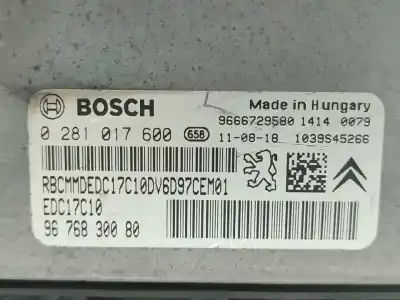 BOSCH
Made in Hungary
9666729580 1414 0079
0 281 017 600 658 11-08-18 1039S45266
RBCMMDEDC17C10DV6D97CEM01
EDC17C10
96 768 300 80